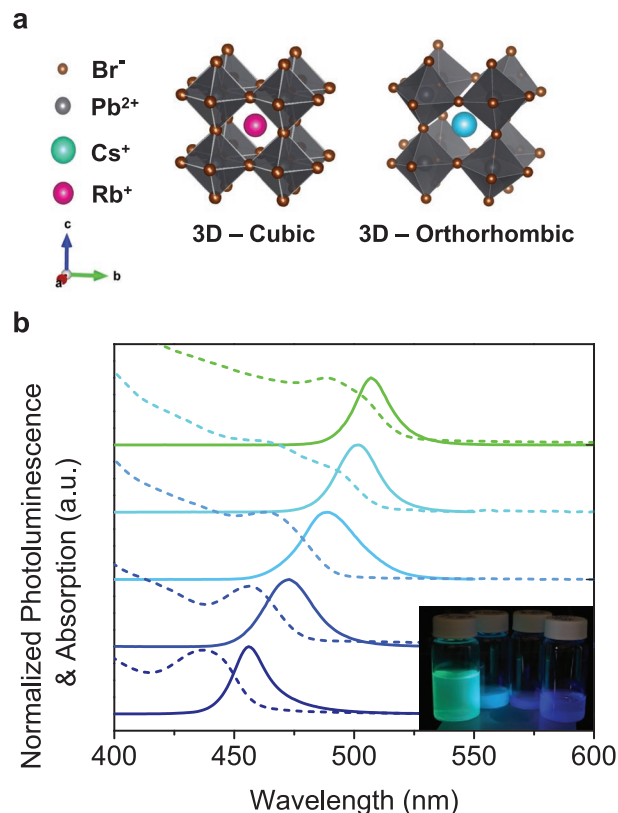 a
Br⁻
Pb²⁺
Cs⁺
Rb⁺
c
b
a
3D – Cubic
3D – Orthorhombic
b
Normalized Photoluminescence
& Absorption (a.u.)
400
450
500
550
600
Wavelength (nm)